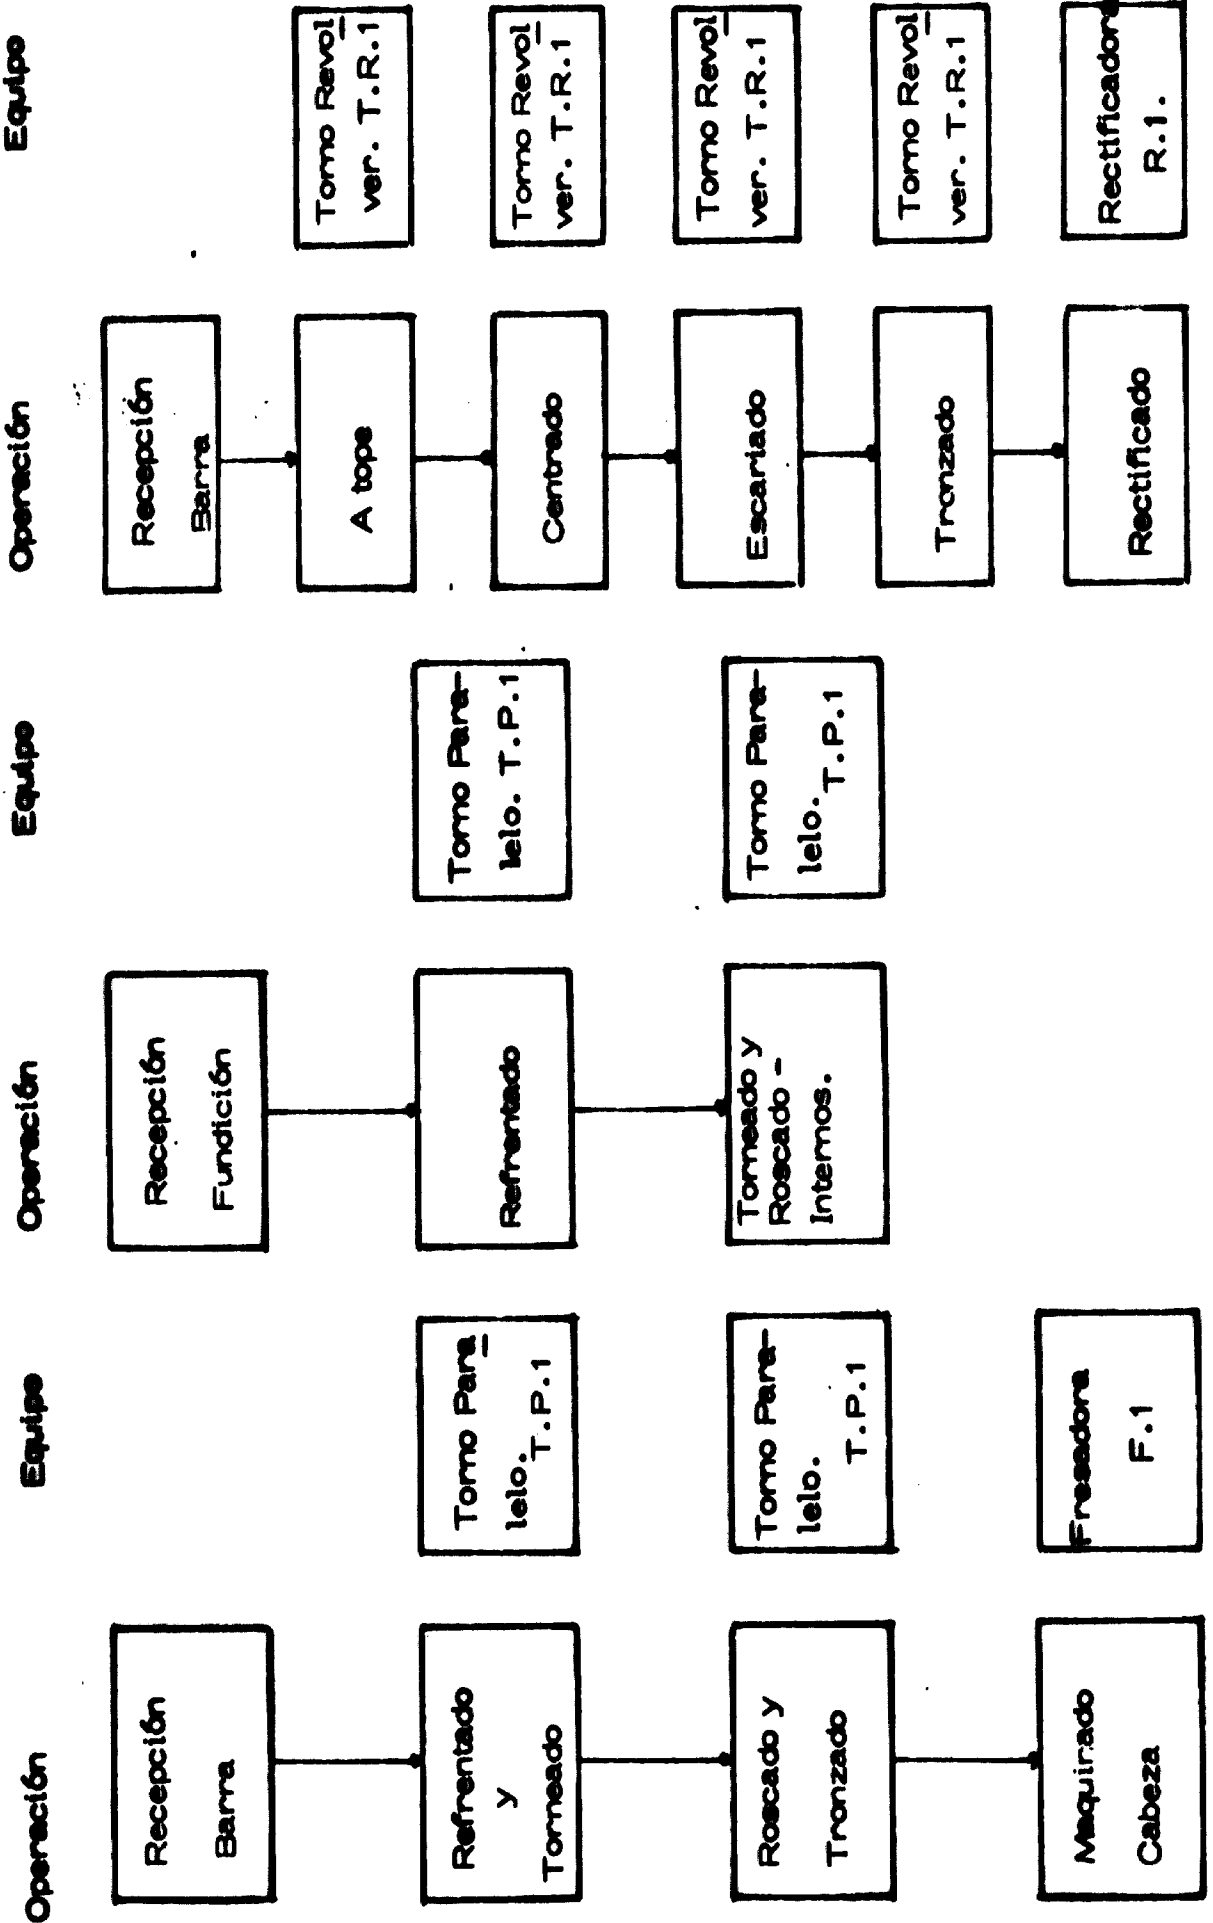 Operación
Equipo
Operación
Equipo
Operación
Equipo
Recepción
Barra
Refrentado
y
Torneado
Torno Para
lelo.
T.P.1
Roscado y
Tronzado
Torno Para-
lelo.
T.P.1
Maquinado
Cabeza
Fresadora
F.1
Recepción
Fundición
Refrentado
Torno Para-
lelo. T.P.1
Torneado y
Roscado -
Internos.
Torno Para-
lelo.
T.P.1
Recepción
Barra
A tope
Torno Revol
ver. T.R.1
Centrado
Torno Revol
ver. T.R.1
Escariado
Torno Revol
ver. T.R.1
Tronzado
Torno Revol
ver. T.R.1
Rectificado
Rectificadora
R.1.